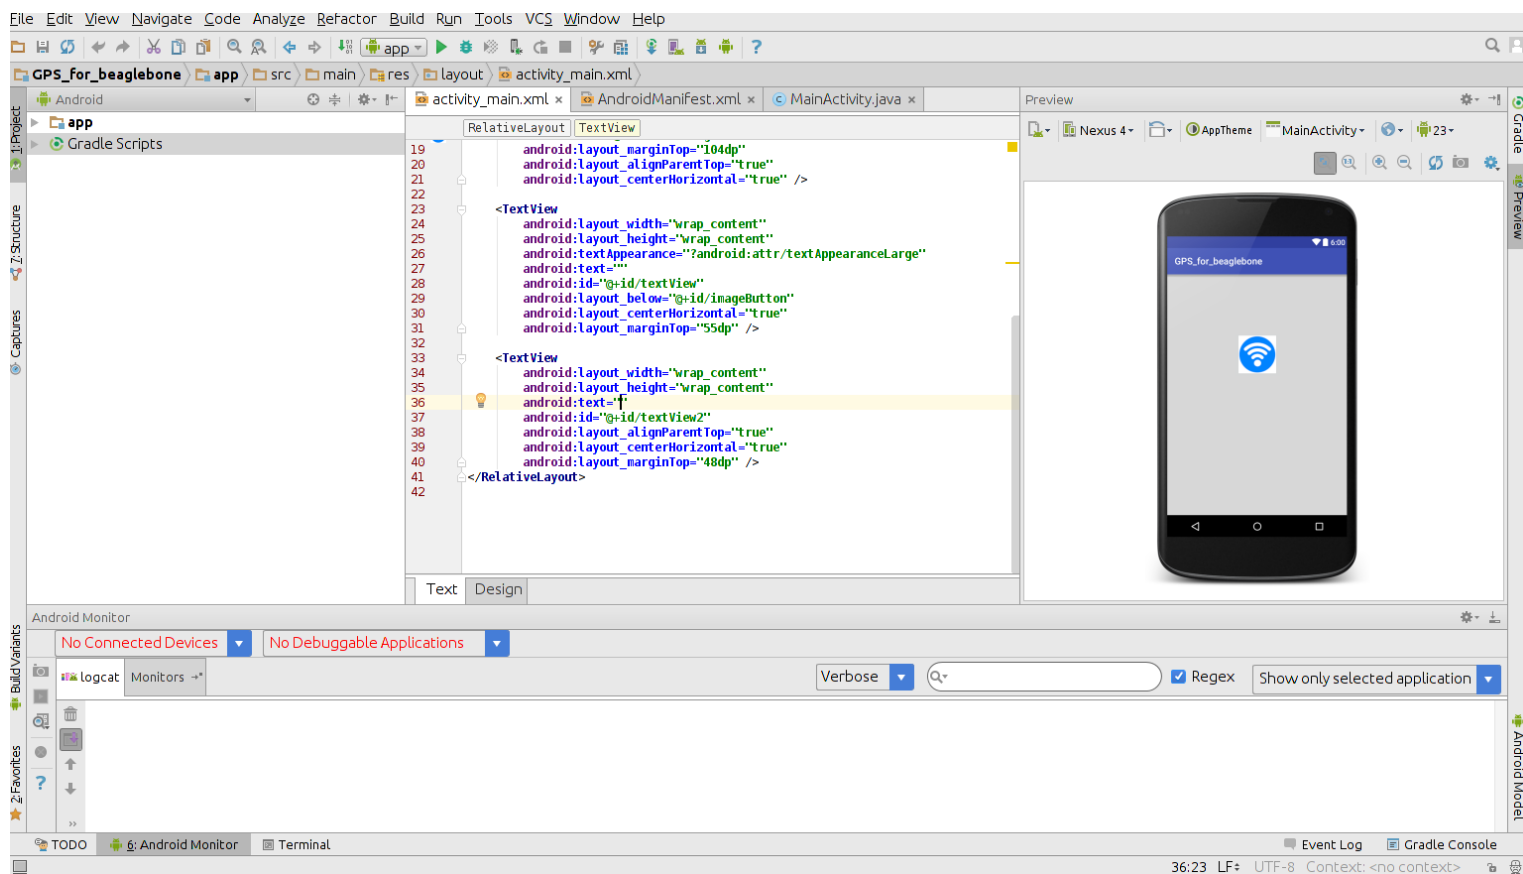 File Edit View Navigate Code Analyze Refactor Build Run Tools VCS Window Help
app
GPS_for_beaglebone app src main res layout activity_main.xml
Android
activity_main.xml AndroidManifest.xml MainActivity.java
Preview
app
Gradle Scripts
RelativeLayout TextView
19 android:layout_marginTop="104dp"
20 android:layout_alignParentTop="true"
21 android:layout_centerHorizontal="true" />
22
23 <TextView
24 android:layout_width="wrap_content"
25 android:layout_height="wrap_content"
26 android:textAppearance="?android:attr/textAppearanceLarge"
27 android:text=""
28 android:id="@+id/textView"
29 android:layout_below="@+id/imageButton"
30 android:layout_centerHorizontal="true"
31 android:layout_marginTop="55dp" />
32
33 <TextView
34 android:layout_width="wrap_content"
35 android:layout_height="wrap_content"
36 android:text=""
37 android:id="@+id/textView2"
38 android:layout_alignParentTop="true"
39 android:layout_centerHorizontal="true"
40 android:layout_marginTop="48dp" />
41 </RelativeLayout>
42
Text Design
Nexus 4 AppTheme MainActivity 23
6:00
GPS_for_beaglebone
1: Project
7: Structure
Captures
Build Variants
2: Favorites
Gradle
Preview
Android Model
Android Monitor
No Connected Devices No Debuggable Applications
logcat Monitors
Verbose Regex Show only selected application
TODO 6: Android Monitor Terminal
Event Log Gradle Console
36:23 LF UTF-8 Context: <no context>